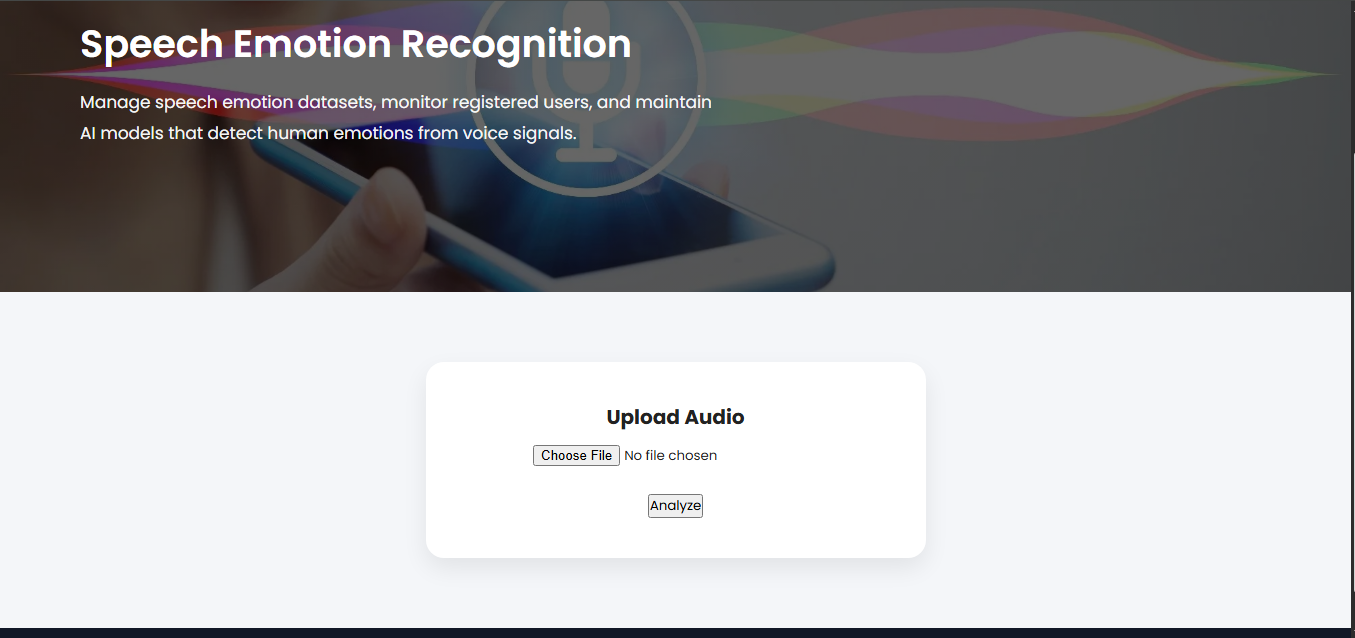 Speech Emotion Recognition
Manage speech emotion datasets, monitor registered users, and maintain
AI models that detect human emotions from voice signals.
Upload Audio
Choose File No file chosen
Analyze